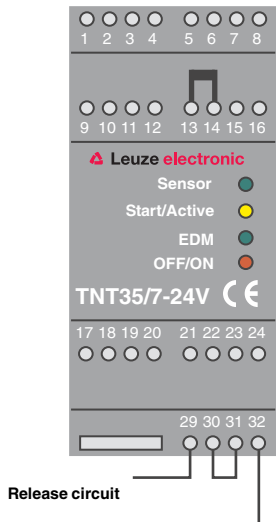 1 2 3 4 5 6 7 8
9 10 11 12 13 14 15 16
Leuze electronic
Sensor
Start/Active
EDM
OFF/ON
TNT35/7-24V CE
17 18 19 20 21 22 23 24
29 30 31 32
Release circuit